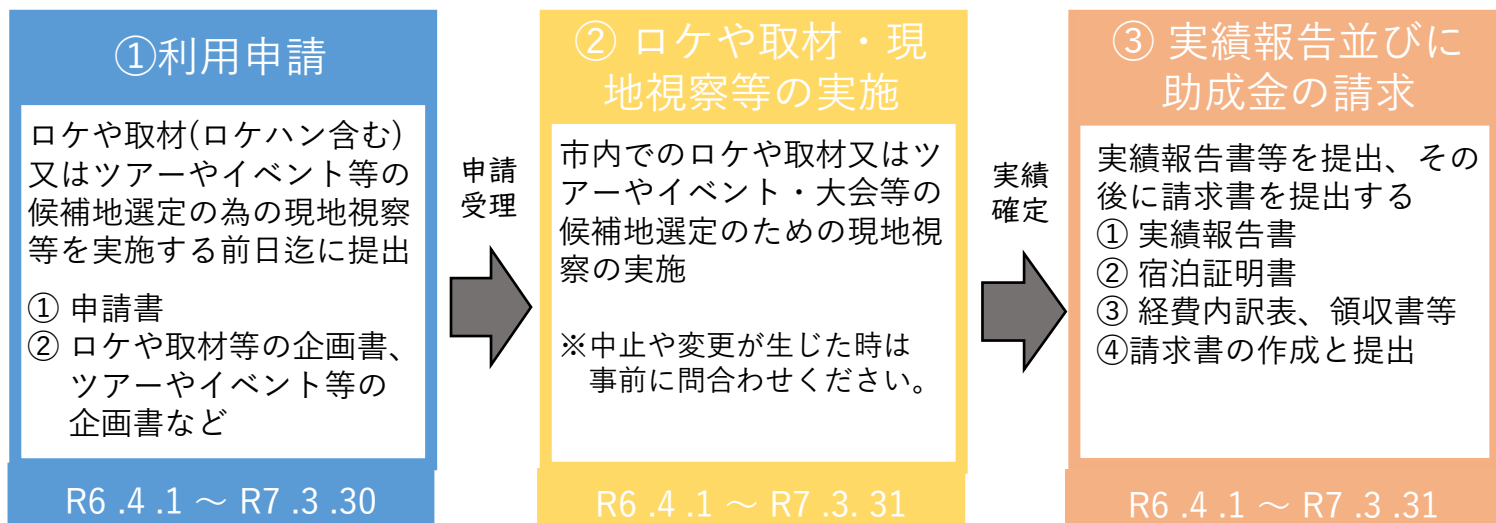 ①利用申請
ロケや取材(ロケハン含む)
又はツアーやイベント等の
候補地選定の為の現地視察
等を実施する前日迄に提出
① 申請書
② ロケや取材等の企画書、
ツアーやイベント等の
企画書など
R6 .4 .1 ～ R7 .3 .30
申請
受理
② ロケや取材・現
地視察等の実施
市内でのロケや取材又はツ
アーやイベント・大会等の
候補地選定のための現地視
察の実施
※中止や変更が生じた時は
事前に問合わせください。
R6 .4 .1 ～ R7 .3. 31
実績
確定
③ 実績報告並びに
助成金の請求
実績報告書等を提出、その
後に請求書を提出する
① 実績報告書
② 宿泊証明書
③ 経費内訳表、領収書等
④請求書の作成と提出
R6 .4 .1 ～ R7 .3 .31